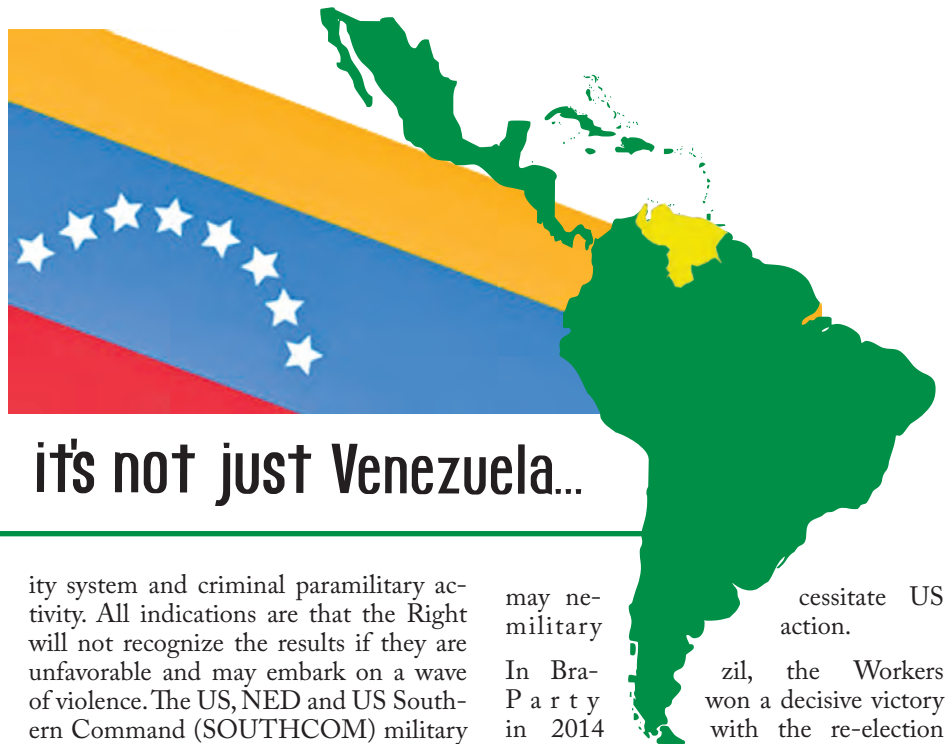 it's not just Venezuela...
ity system and criminal paramilitary ac-
tivity. All indications are that the Right
will not recognize the results if they are
unfavorable and may embark on a wave
of violence. The US, NED and US South-
ern Command (SOUTHCOM) military
may ne- cessitate US
military action.
In Bra- zil, the Workers
Party won a decisive victory
in 2014 with the re-election